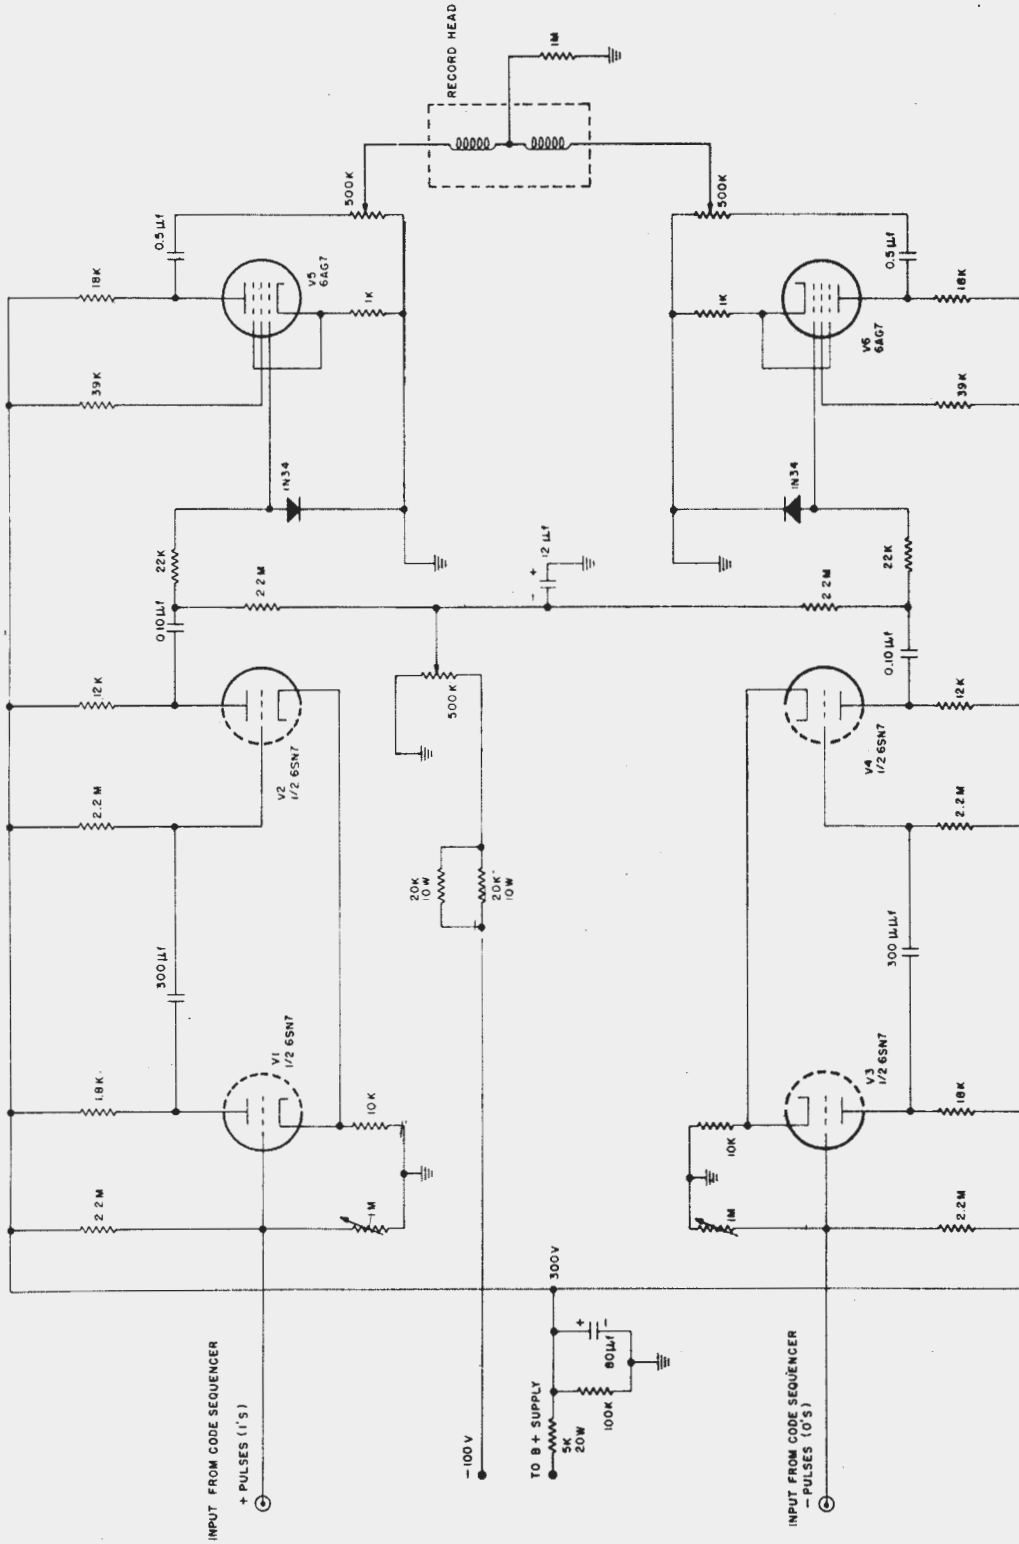 RECORD HEAD
1M
500K
500K
0.5μf
0.5μf
18K
V5
6AG7
1K
1K
V6
6AG7
18K
39K
39K
1N34
1N34
22K
12μf
+
-
22K
2.2M
2.2M
0.10μf
0.10μf
12K
500K
12K
V2
1/2 6SN7
V4
1/2 6SN7
2.2M
2.2M
20K
10W
20K
10W
300μf
300μμf
V1
1/2 6SN7
V3
1/2 6SN7
1.8K
10K
10K
18K
2.2M
1M
1M
2.2M
300V
+
-
80μf
100K
5K
20W
TO B + SUPPLY
-100V
INPUT FROM CODE SEQUENCER
+ PULSES (1'S)
INPUT FROM CODE SEQUENCER
- PULSES (0'S)